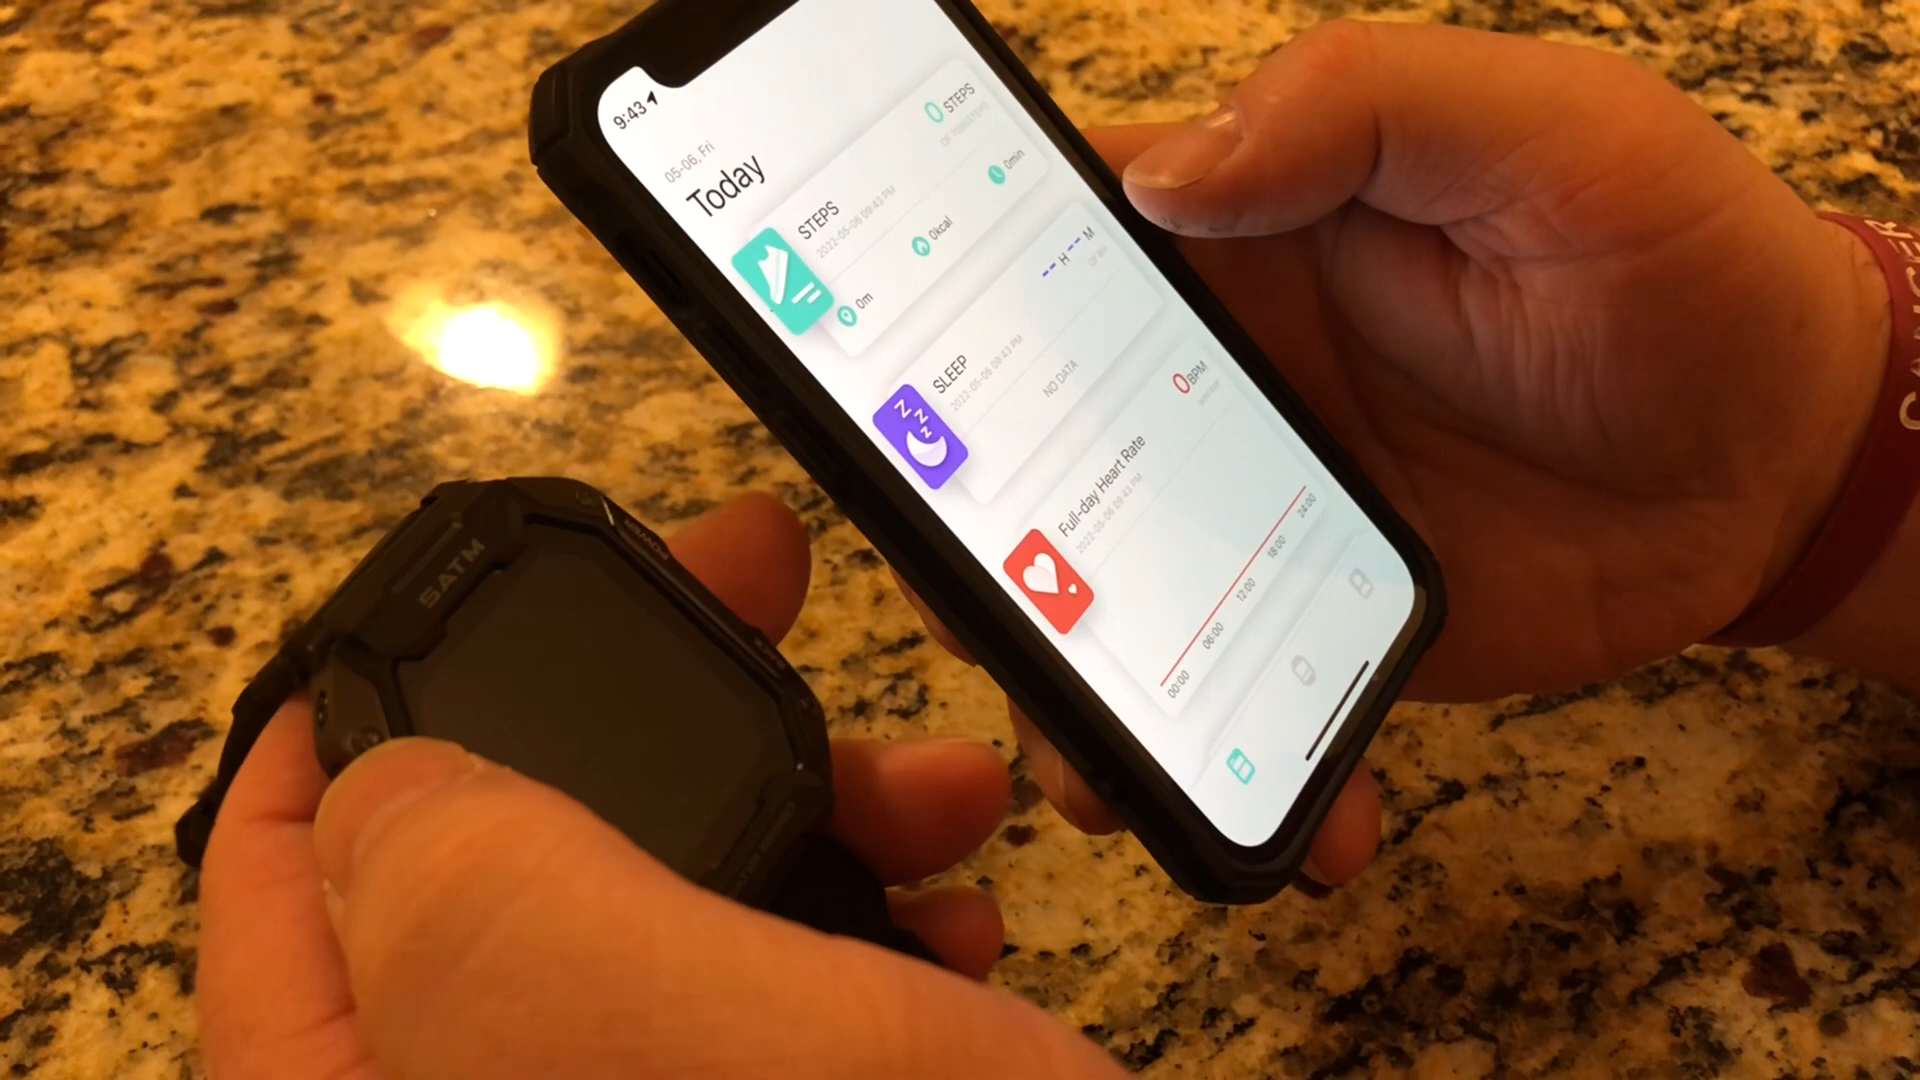 9:43
05-06, Fri
Today
STEPS
2022-05-06 09:43 PM
0 STEPS
0m
0kcal
0min
SLEEP
2022-05-06 09:43 PM
-- H -- M
NO DATA
Full-day Heart Rate
2022-05-06 09:43 PM
0 BPM
00:00 06:00 12:00 18:00 24:00
5ATM
POWER
CANCER